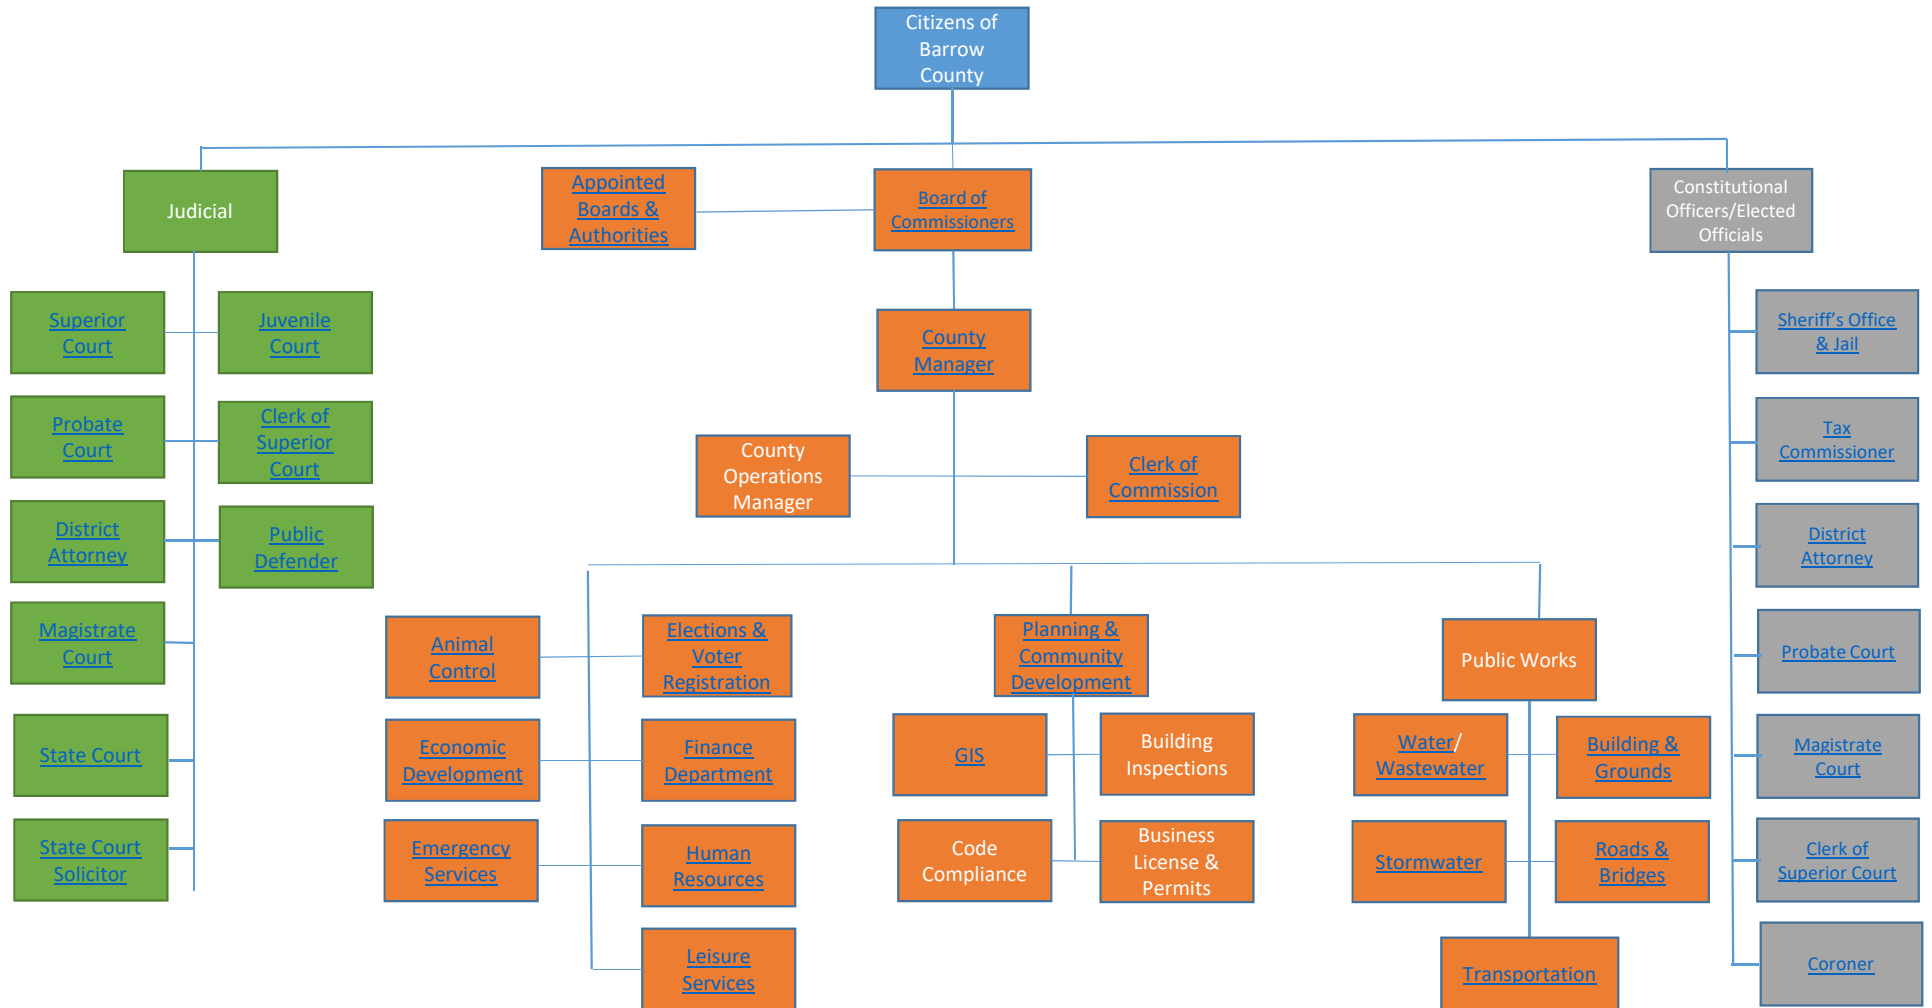 Citizens of
Barrow
County
Judicial
Appointed
Boards &
Authorities
Board of
Commissioners
Constitutional
Officers/Elected
Officials
Superior
Court
Juvenile
Court
County
Manager
Sheriff’s Office
& Jail
Probate
Court
Clerk of
Superior
Court
County
Operations
Manager
Clerk of
Commission
Tax
Commissioner
District
Attorney
Public
Defender
District
Attorney
Magistrate
Court
Animal
Control
Elections &
Voter
Registration
Planning &
Community
Development
Public Works
Probate Court
State Court
Economic
Development
Finance
Department
GIS
Building
Inspections
Water/
Wastewater
Building &
Grounds
Magistrate
Court
State Court
Solicitor
Emergency
Services
Human
Resources
Code
Compliance
Business
License &
Permits
Stormwater
Roads &
Bridges
Clerk of
Superior Court
Leisure
Services
Transportation
Coroner